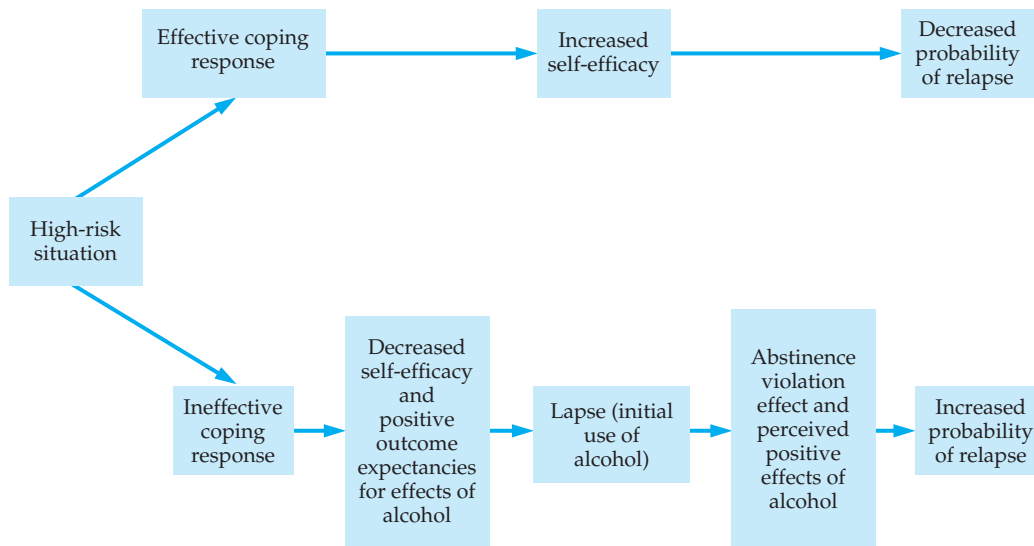 Effective coping
response
Increased
self-efficacy
Decreased
probability
of relapse
High-risk
situation
Ineffective
coping
response
Decreased
self-efficacy
and
positive
outcome
expectancies
for effects of
alcohol
Lapse (initial
use of
alcohol)
Abstinence
violation
effect and
perceived
positive
effects of
alcohol
Increased
probability
of relapse